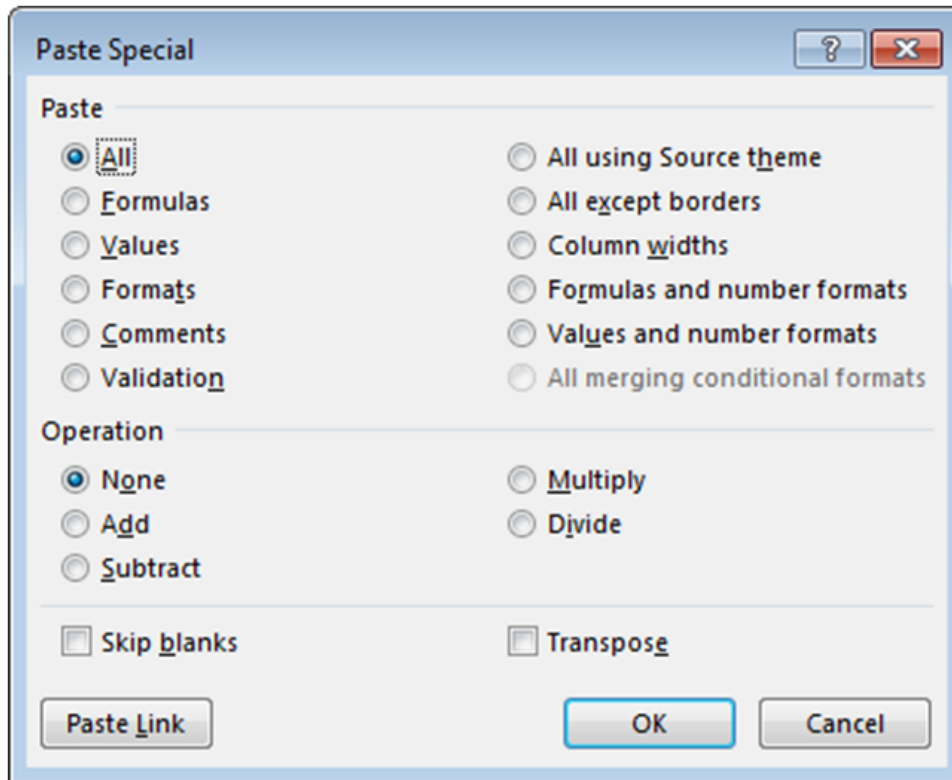 Paste Special
?
Paste
All
All using Source theme
Formulas
All except borders
Values
Column widths
Formats
Formulas and number formats
Comments
Values and number formats
Validation
All merging conditional formats
Operation
None
Multiply
Add
Divide
Subtract
Skip blanks
Transpose
Paste Link
OK
Cancel